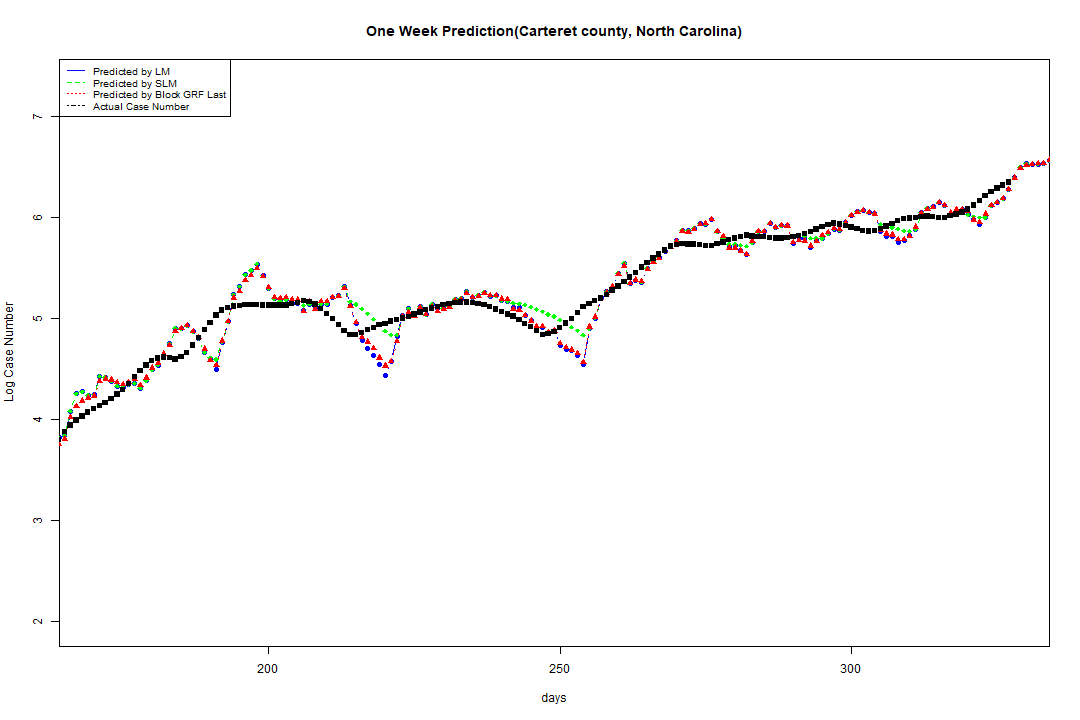 One Week Prediction(Carteret county, North Carolina)
Predicted by LM
Predicted by SLM
Predicted by Block GRF Last
Actual Case Number
7
6
5
4
3
2
Log Case Number
200 250 300
days